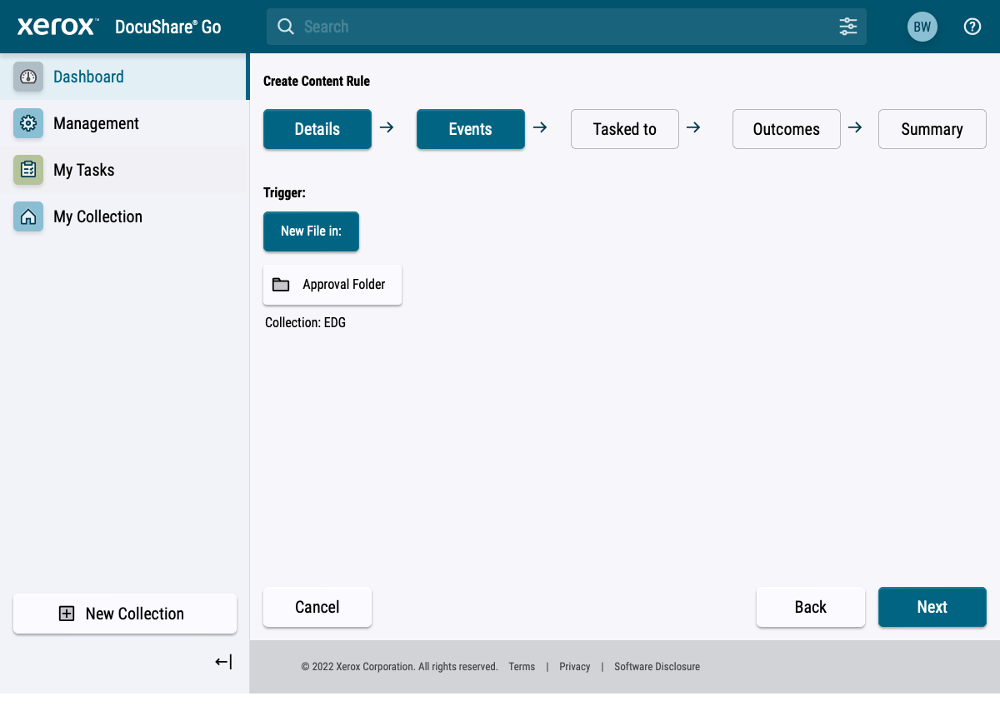 xerox™ DocuShare® Go
Search
BW
Dashboard
Management
My Tasks
My Collection
New Collection
Create Content Rule
Details
Events
Tasked to
Outcomes
Summary
Trigger:
New File in:
Approval Folder
Collection: EDG
Cancel
Back
Next
© 2022 Xerox Corporation. All rights reserved. Terms | Privacy | Software Disclosure